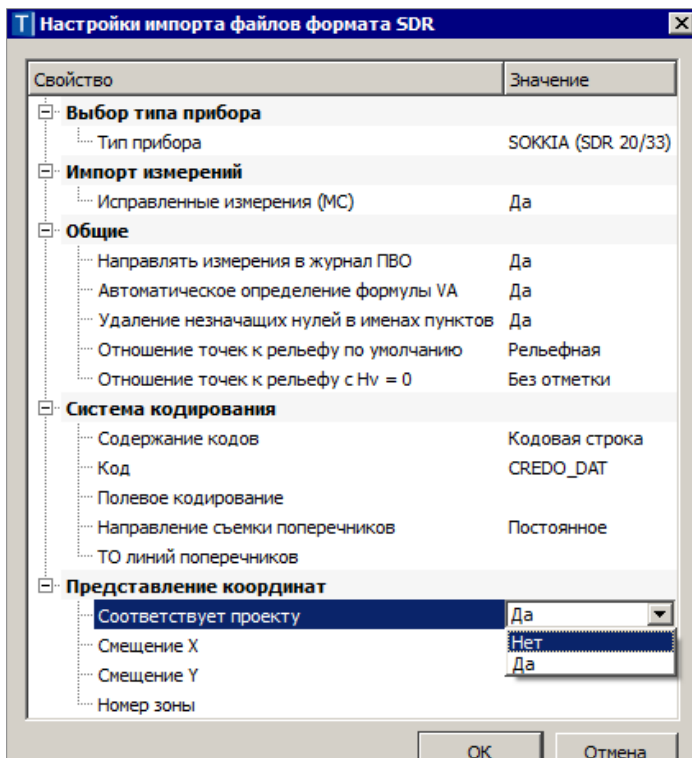 T Настройки импорта файлов формата SDR
Свойство Значение
Выбор типа прибора
Тип прибора SOKKIA (SDR 20/33)
Импорт измерений
Исправленные измерения (MC) Да
Общие
Направлять измерения в журнал ПВО Да
Автоматическое определение формулы VA Да
Удаление незначащих нулей в именах пунктов Да
Отношение точек к рельефу по умолчанию Рельефная
Отношение точек к рельефу с Hv = 0 Без отметки
Система кодирования
Содержание кодов Кодовая строка
Код CREDO_DAT
Полевое кодирование
Направление съемки поперечников Постоянное
ТО линий поперечников
Представление координат
Соответствует проекту Да
Смещение X Нет
Да
Смещение Y
Номер зоны
OK Отмена